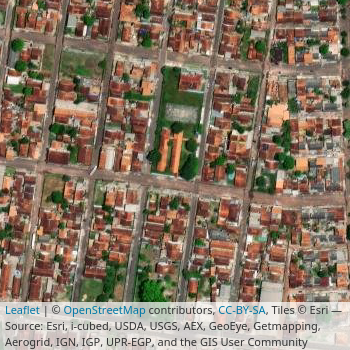 Leaflet | © OpenStreetMap contributors, CC-BY-SA, Tiles © Esri —
Source: Esri, i-cubed, USDA, USGS, AEX, GeoEye, Getmapping,
Aerogrid, IGN, IGP, UPR-EGP, and the GIS User Community